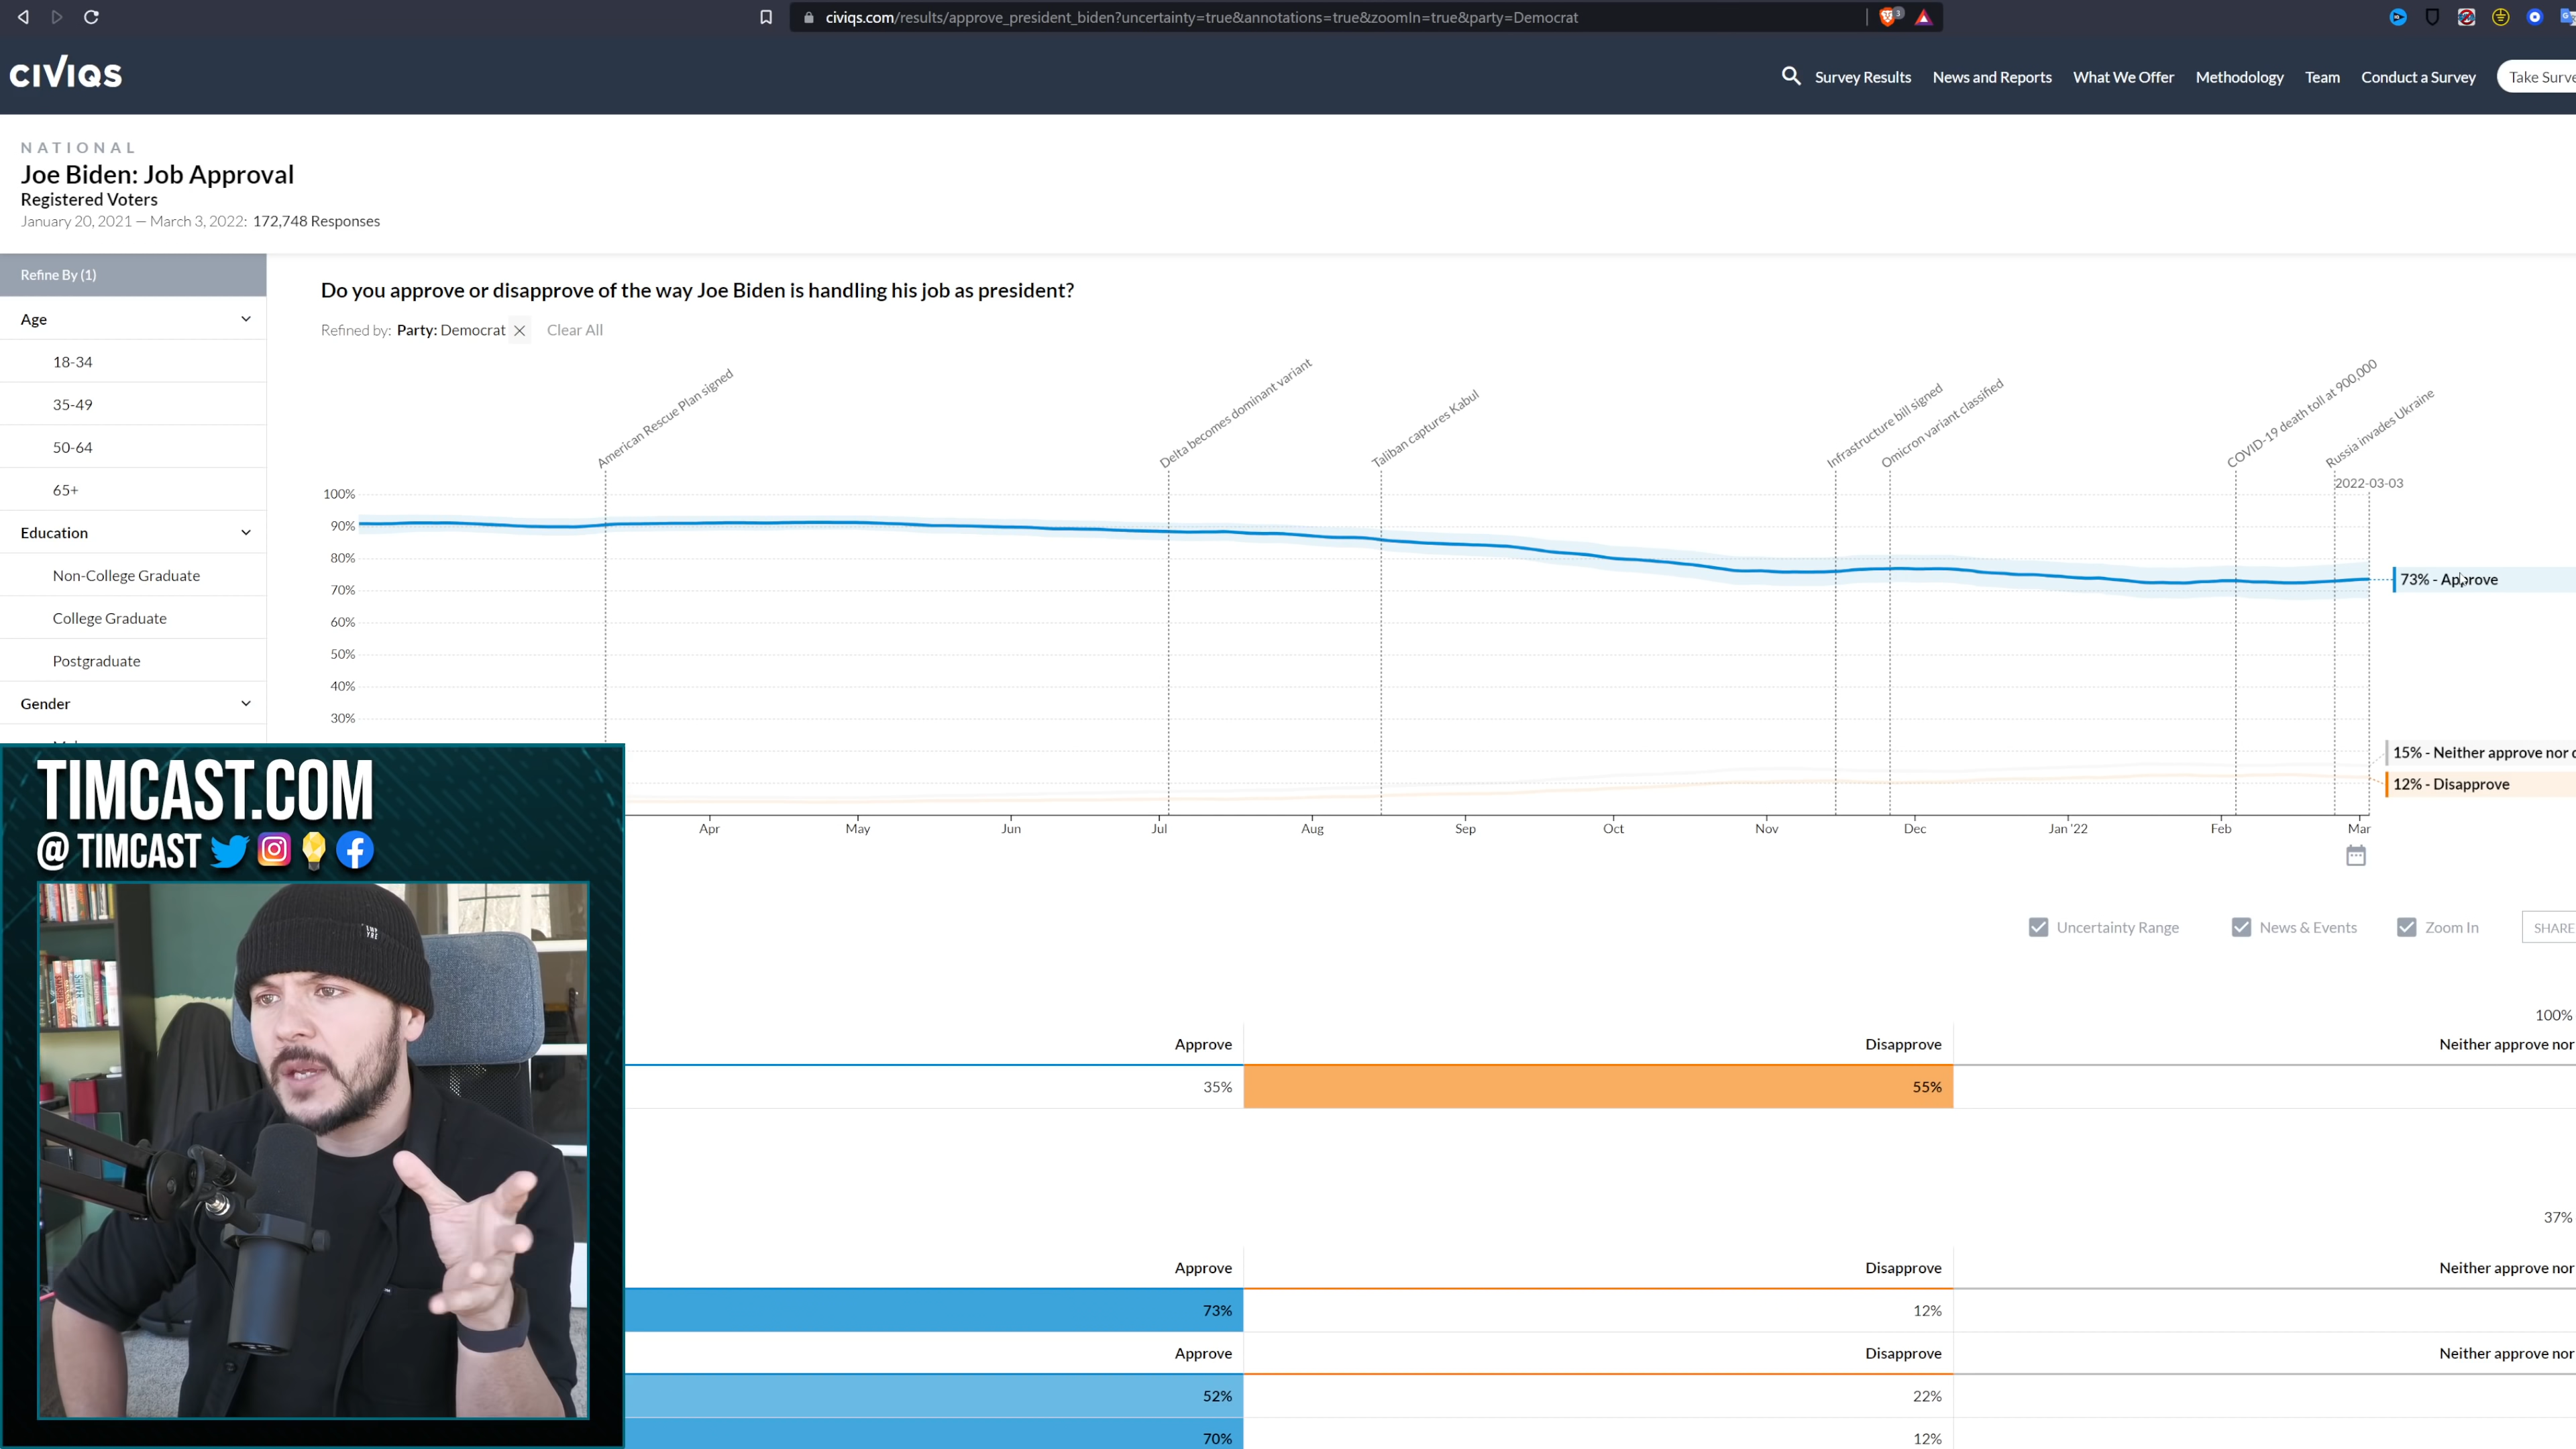 civiqs.com/results/approve_president_biden?uncertainty=true&annotations=true&zoomIn=true&party=Democrat
3
CIVIQS
Survey Results
News and Reports
What We Offer
Methodology
Team
Conduct a Survey
Take Surve
NATIONAL
Joe Biden: Job Approval
Registered Voters
January 20, 2021 — March 3, 2022: 172,748 Responses
Refine By (1)
Age
18-34
35-49
50-64
65+
Education
Non-College Graduate
College Graduate
Postgraduate
Gender
Do you approve or disapprove of the way Joe Biden is handling his job as president?
Refined by: Party: Democrat
Clear All
American Rescue Plan signed
Delta becomes dominant variant
Taliban captures Kabul
Infrastructure bill signed
Omicron variant classified
COVID-19 death toll at 900,000
Russia invades Ukraine
2022-03-03
100%
90%
80%
70%
60%
50%
40%
30%
73% - Approve
15% - Neither approve nor
12% - Disapprove
Apr
May
Jun
Jul
Aug
Sep
Oct
Nov
Dec
Jan '22
Feb
Mar
Uncertainty Range
News & Events
Zoom In
SHARE
100%
Approve
Disapprove
Neither approve nor
35%
55%
37%
Approve
Disapprove
Neither approve nor
73%
12%
Approve
Disapprove
Neither approve nor
52%
22%
70%
12%
TIMCAST.COM
@ TIMCAST